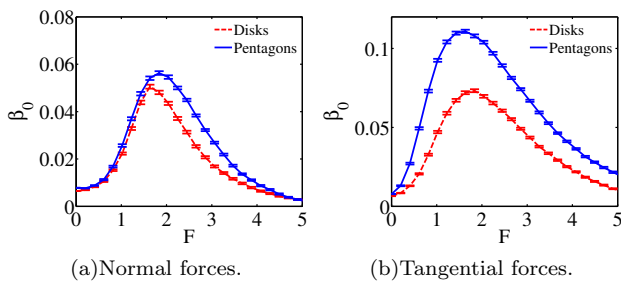 0.08
0.06
0.04
0.02
0
β0
Disks
Pentagons
0 1 2 3 4 5
F
(a)Normal forces.
0.1
0.05
0
β0
Disks
Pentagons
0 1 2 3 4 5
F
(b)Tangential forces.